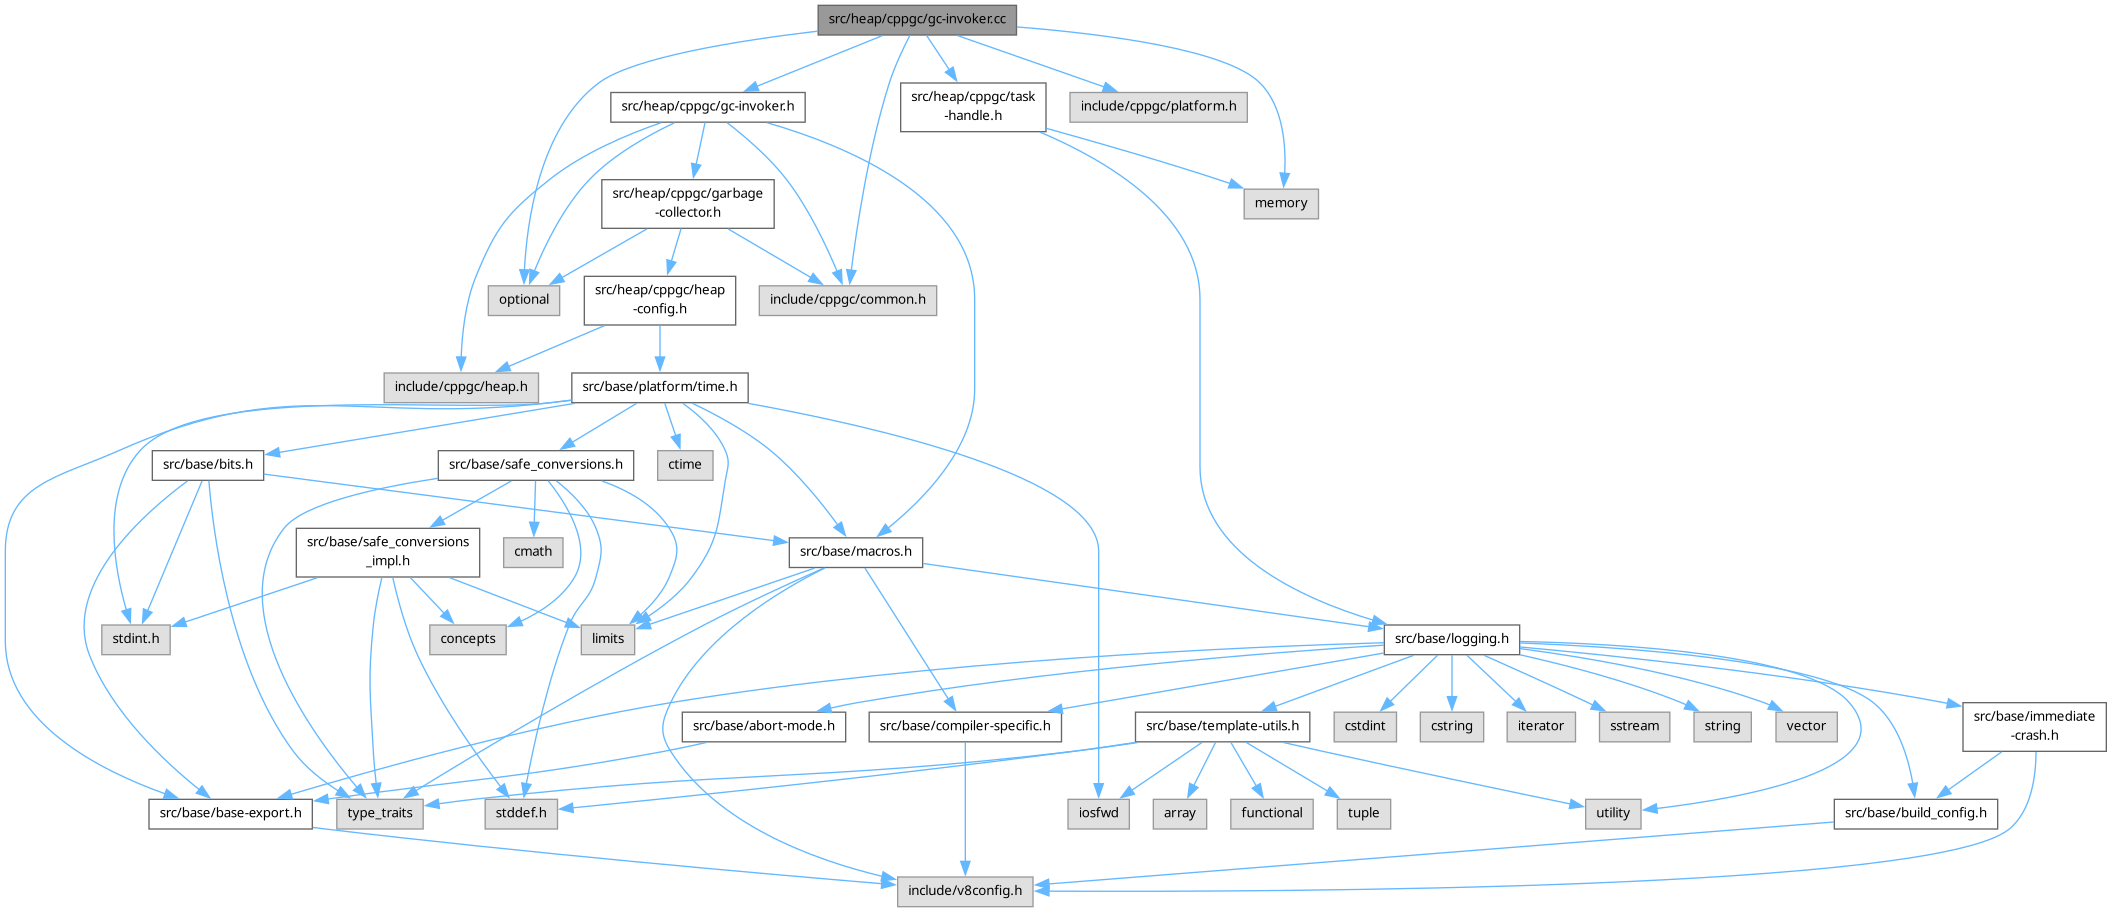 src/heap/cppgc/gc-invoker.cc
src/heap/cppgc/gc-invoker.h
src/heap/cppgc/task
-handle.h
include/cppgc/platform.h
src/heap/cppgc/garbage
-collector.h
memory
src/heap/cppgc/heap
-config.h
optional
include/cppgc/common.h
include/cppgc/heap.h
src/base/platform/time.h
src/base/bits.h
src/base/safe_conversions.h
ctime
src/base/safe_conversions
_impl.h
cmath
src/base/macros.h
stdint.h
concepts
limits
src/base/logging.h
src/base/abort-mode.h
src/base/compiler-specific.h
src/base/template-utils.h
cstdint
cstring
iterator
sstream
string
vector
src/base/immediate
-crash.h
src/base/base-export.h
type_traits
stddef.h
iosfwd
array
functional
tuple
utility
src/base/build_config.h
include/v8config.h